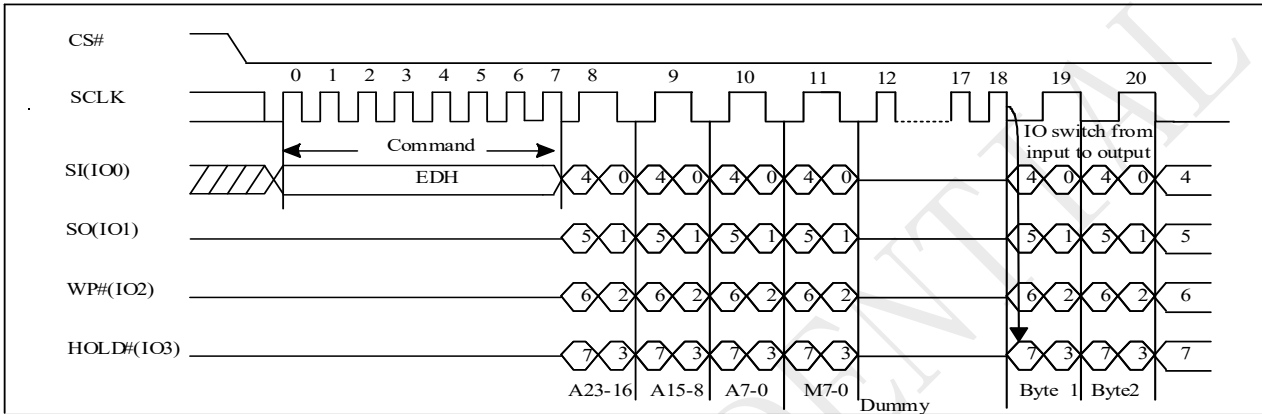 CS#
0 1 2 3 4 5 6 7 8 9 10 11 12 17 18 19 20
SCLK
Command
IO switch from
input to output
SI(IO0) EDH 4 0 4 0 4 0 4 0 4 0 4 0 4
SO(IO1) 5 1 5 1 5 1 5 1 5 1 5 1 5
WP#(IO2) 6 2 6 2 6 2 6 2 6 2 6 2 6
HOLD#(IO3) 7 3 7 3 7 3 7 3 7 3 7 3 7
A23-16 A15-8 A7-0 M7-0 Byte 1 Byte2
Dummy